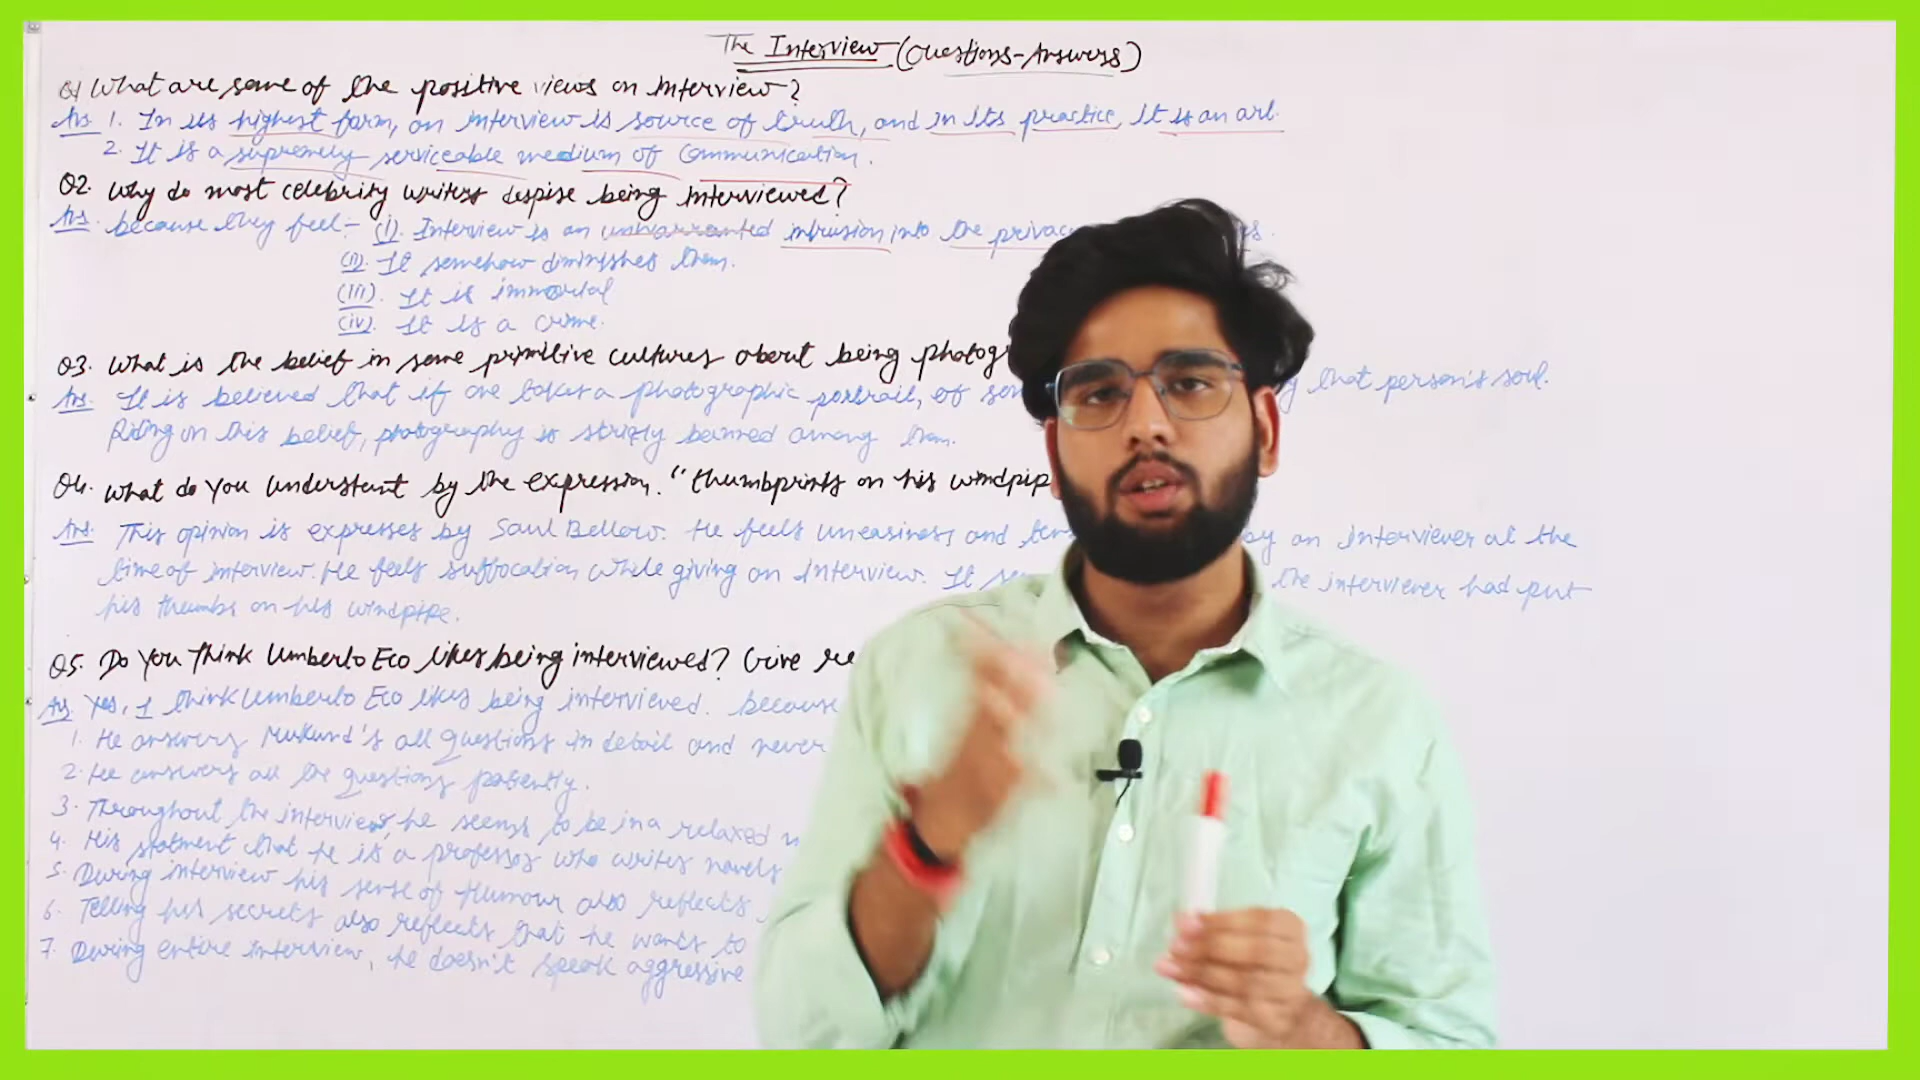 The Interview (Questions-Answers)
Q1 What are some of the positive views on Interview?
Ans 1. In its highest form, an interview is source of truth, and in its practice, It is an art.
2. It is a supremely serviceable medium of communication.
Q2. Why do most celebrity writers despise being interviewed?
Ans. because they feel:- (i). Interview is an unwarranted intrusion into the privac
(ii). It somehow diminishes them.
(iii). It is immortal
(iv). It is a crime.
Q3. What is the belief in some primitive cultures about being photog
Ans. It is believed that if one takes a photographic portrait, of som that person's soul.
Riding on this belief, photography is strictly banned among them.
Q4. What do You understant by the expression. "thumbprints on his windpip
Ans. This opinion is expresses by Saul Bellow. He feels uneasiness and by an interviewer at the
time of interview. He feels suffocation while giving an interview. It the interviewer had put
his thumbs on his windpipe.
Q5. Do You Think Umberto Eco likes being interviewed? Give re
Ans Yes, I think Umberto Eco likes being interviewed. because
1. He answers Mukund's all questions in detail and never
2. He answers all the questions patiently.
3. Throughout the interview, he seems to be in a relaxed
4. His statment that he is a professor who writes novels
5. During interview his sense of Humour also reflects
6. Telling his secrets also reflects that he wants to
7. During entire interview, he doesn't speak aggressive